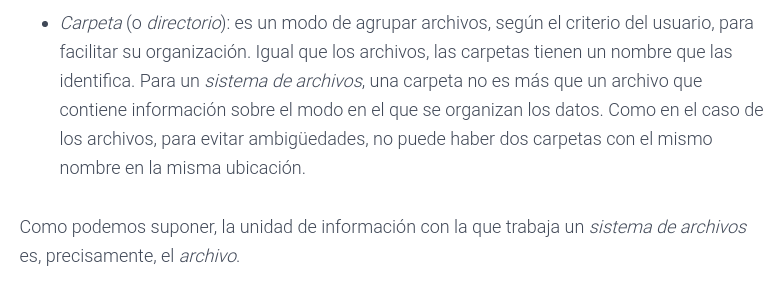 • Carpeta (o directorio): es un modo de agrupar archivos, según el criterio del usuario, para
facilitar su organización. Igual que los archivos, las carpetas tienen un nombre que las
identifica. Para un sistema de archivos, una carpeta no es más que un archivo que
contiene información sobre el modo en el que se organizan los datos. Como en el caso de
los archivos, para evitar ambigüedades, no puede haber dos carpetas con el mismo
nombre en la misma ubicación.
Como podemos suponer, la unidad de información con la que trabaja un sistema de archivos
es, precisamente, el archivo.